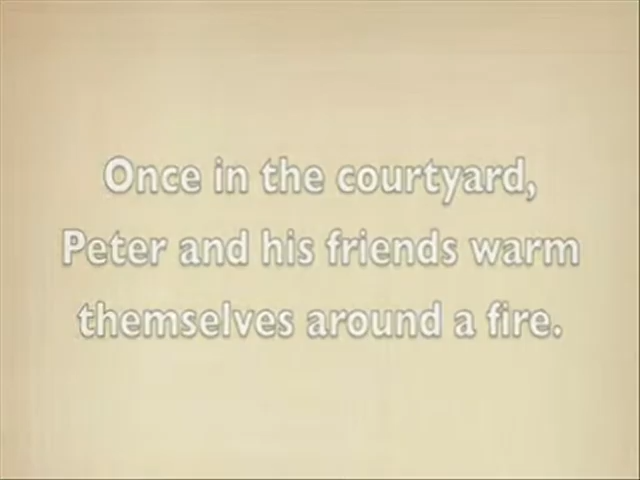 Once in the courtyard,
Peter and his friends warm
themselves around a fire.